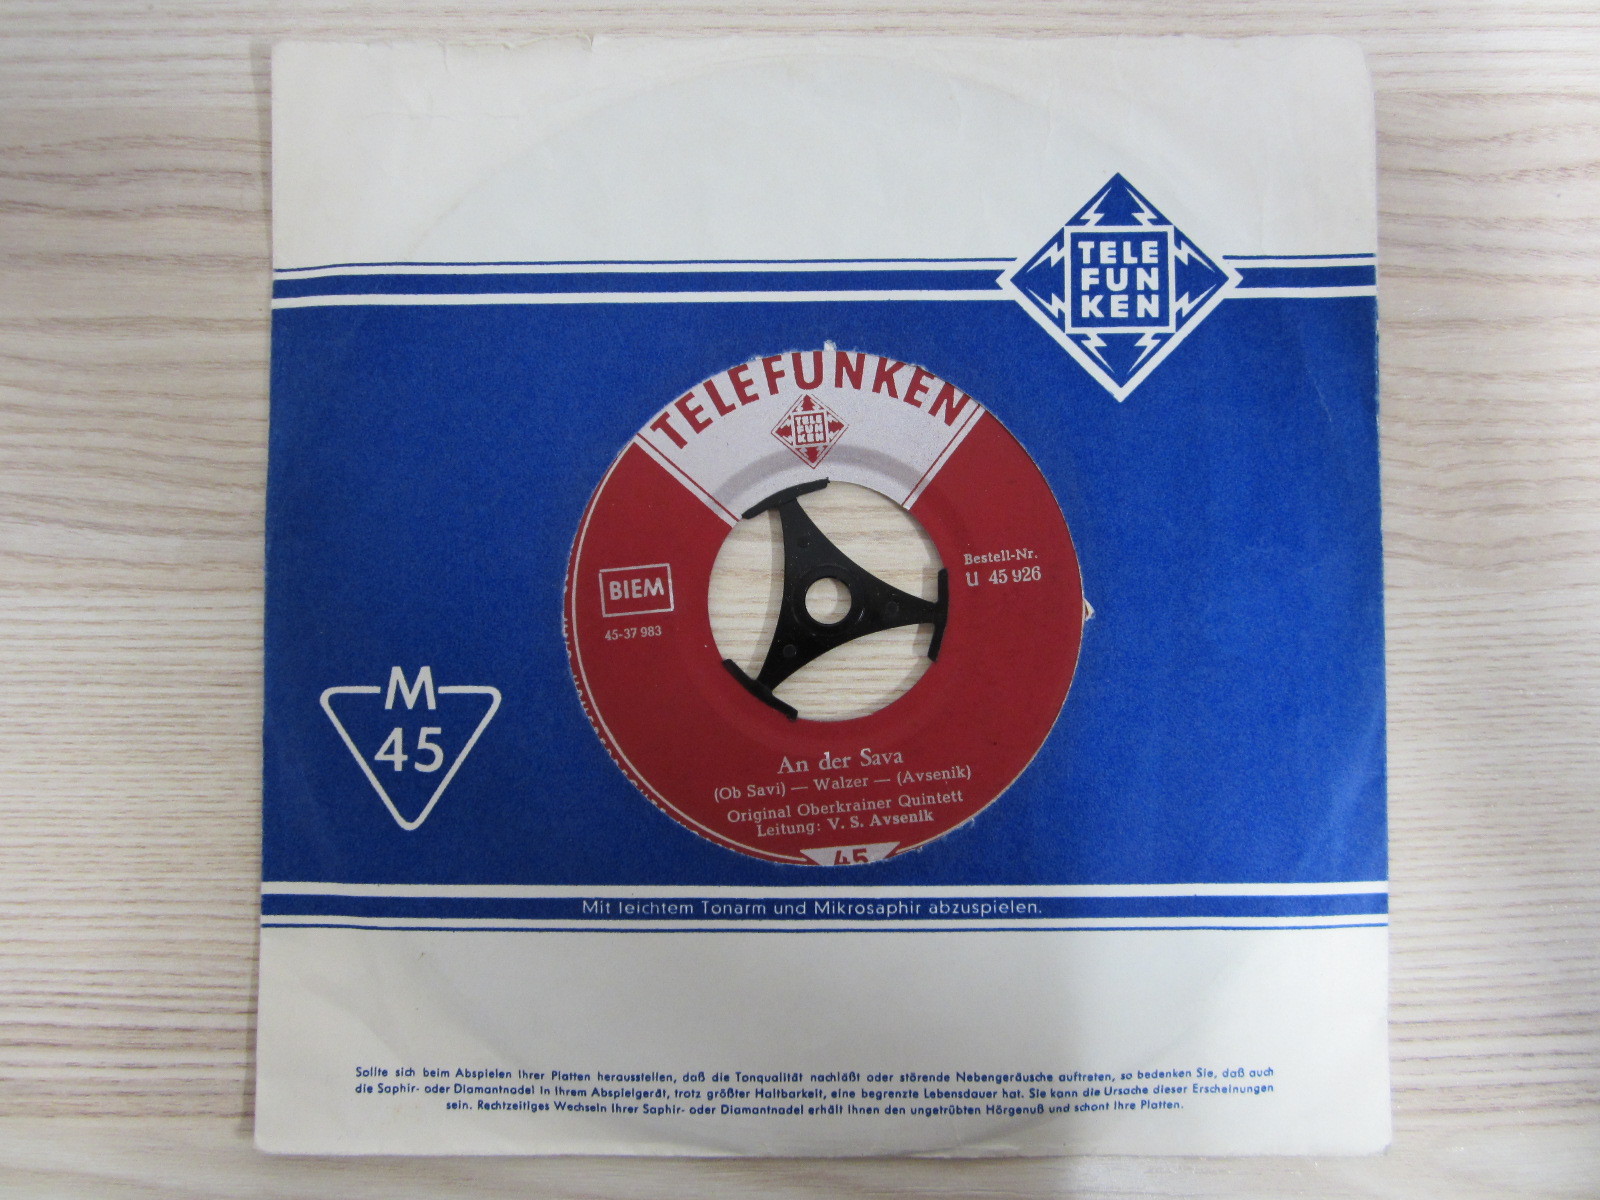 TELE
FUN
KEN
TELEFUNKEN
TELE
FUN
KEN
BIEM
45-37 983
Bestell-Nr.
U 45 926
M
45
An der Sava
(Ob Savi) — Walzer — (Avsenik)
Original Oberkrainer Quintett
Leitung: V. S. Avsenik
45
Mit leichtem Tonarm und Mikrosaphir abzuspielen.
Sollte sich beim Abspielen Ihrer Platten herausstellen, daß die Tonqualität nachläßt oder störende Nebengeräusche auftreten, so bedenken Sie, daß auch
die Saphir- oder Diamantnadel in Ihrem Abspielgerät, trotz größter Haltbarkeit, eine begrenzte Lebensdauer hat. Sie kann die Ursache dieser Erscheinungen
sein. Rechtzeitiges Wechseln Ihrer Saphir- oder Diamantnadel erhält Ihnen den ungetrübten Hörgenuß und schont Ihre Platten.